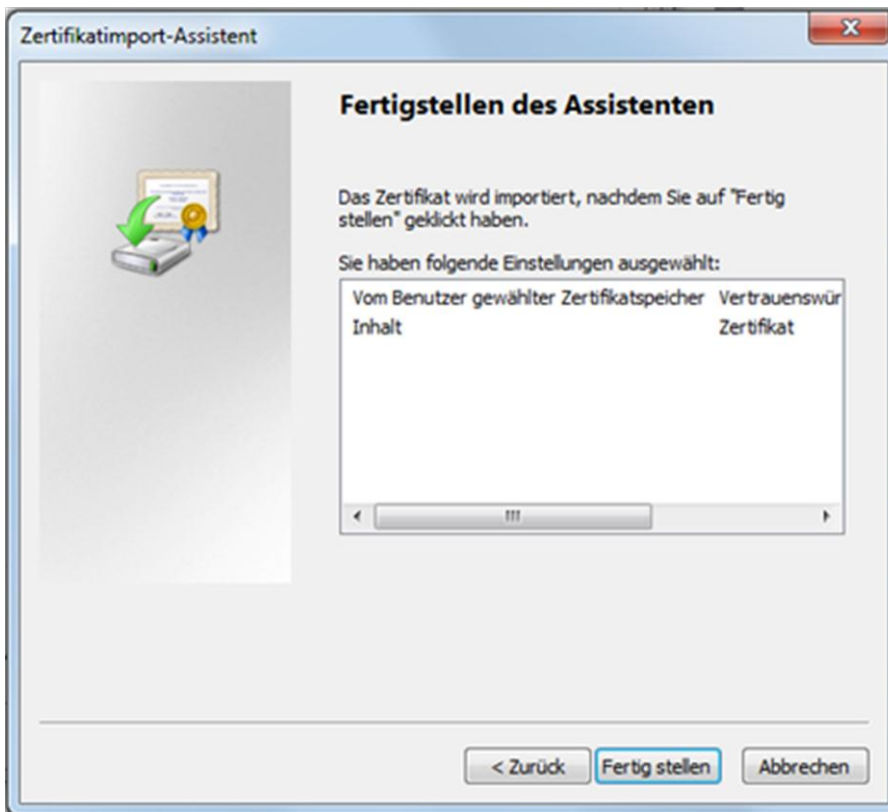 Zertifikatimport-Assistent
Fertigstellen des Assistenten
Das Zertifikat wird importiert, nachdem Sie auf "Fertig
stellen" geklickt haben.
Sie haben folgende Einstellungen ausgewählt:
Vom Benutzer gewählter Zertifikatspeicher Vertrauenswür
Inhalt Zertifikat
< Zurück Fertig stellen Abbrechen